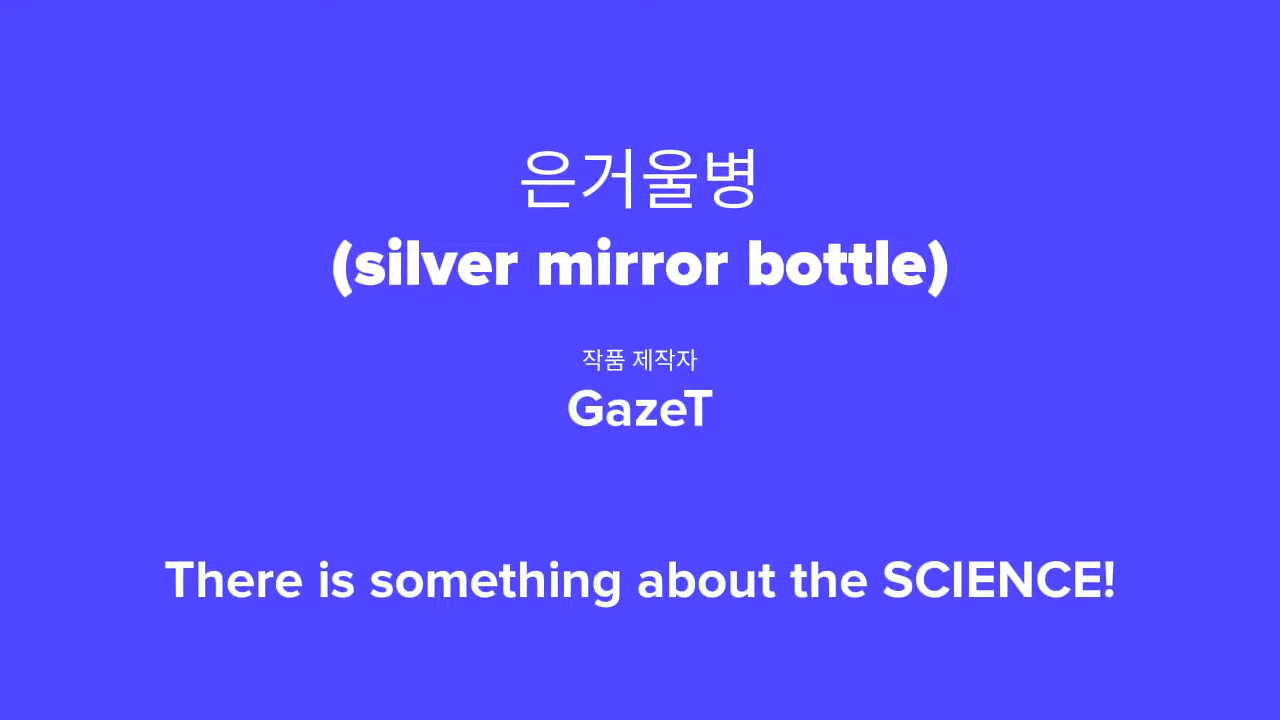 은거울병
(silver mirror bottle)
작품 제작자
GazeT
There is something about the SCIENCE!